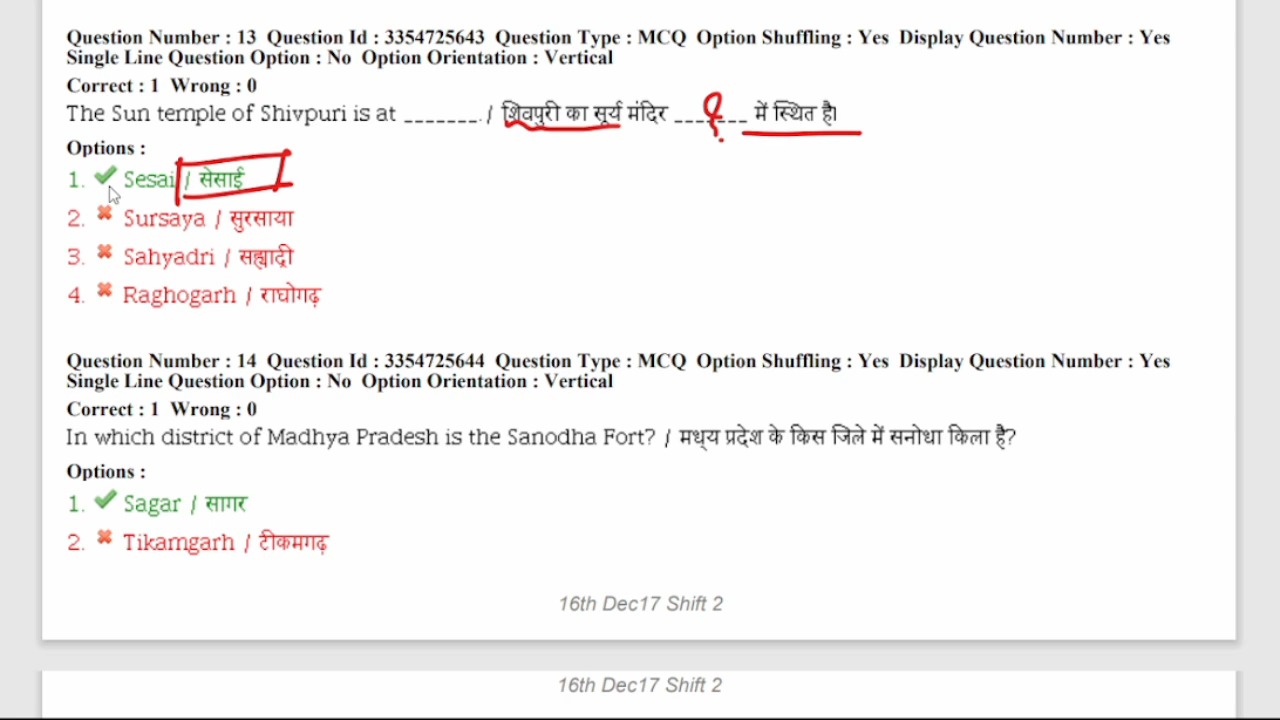 Question Number : 13 Question Id : 3354725643 Question Type : MCQ Option Shuffling : Yes Display Question Number : Yes
Single Line Question Option : No Option Orientation : Vertical
Correct : 1 Wrong : 0
The Sun temple of Shivpuri is at _______. / शिवपुरी का सूर्य मंदिर _______ में स्थित है।
?
Options :
1. ✔ Sesai / सेसाई
2. ✖ Sursaya / सुरसाया
3. ✖ Sahyadri / सह्याद्री
4. ✖ Raghogarh / राघोगढ़
Question Number : 14 Question Id : 3354725644 Question Type : MCQ Option Shuffling : Yes Display Question Number : Yes
Single Line Question Option : No Option Orientation : Vertical
Correct : 1 Wrong : 0
In which district of Madhya Pradesh is the Sanodha Fort? / मध्य प्रदेश के किस जिले में सनोधा किला है?
Options :
1. ✔ Sagar / सागर
2. ✖ Tikamgarh / टीकमगढ़
16th Dec17 Shift 2
16th Dec17 Shift 2